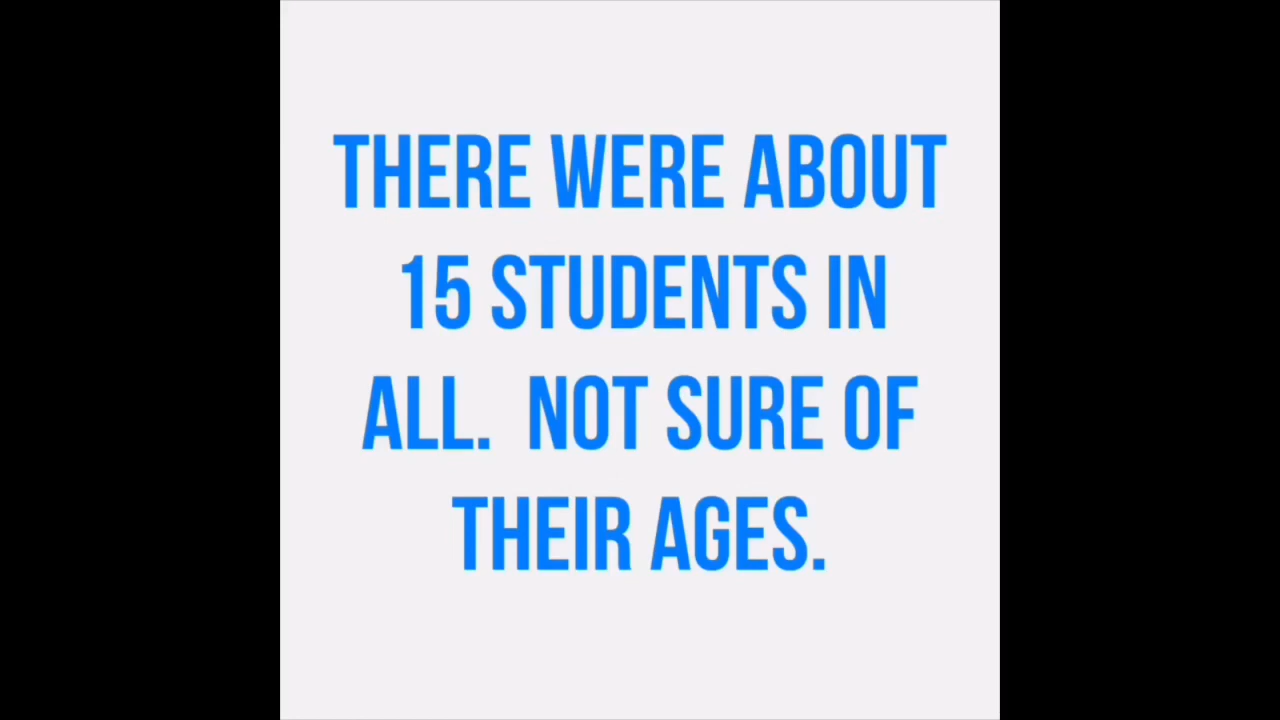 THERE WERE ABOUT
15 STUDENTS IN
ALL.  NOT SURE OF
THEIR AGES.